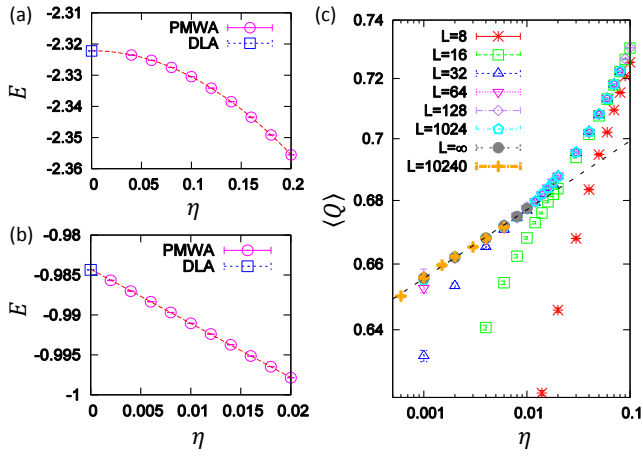 (a)
PMWA
DLA
-2.31
-2.32
-2.33
-2.34
-2.35
-2.36
E
0
0.05
0.1
0.15
0.2
η
(b)
PMWA
DLA
-0.98
-0.985
-0.99
-0.995
-1
E
0
0.005
0.01
0.015
0.02
η
(c)
L=8
L=16
L=32
L=64
L=128
L=1024
L=∞
L=10240
0.74
0.72
0.7
0.68
0.66
0.64
⟨Q⟩
0.001
0.01
0.1
η